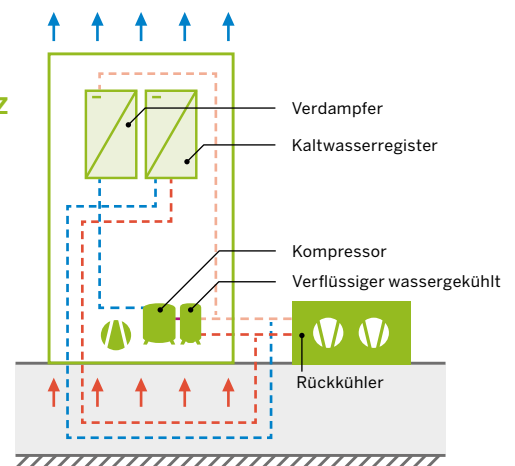 z
Verdampfer
Kaltwasserregister
Kompressor
Verflüssiger wassergekühlt
Rückkühler